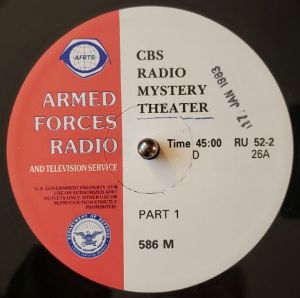 AFRTS
ARMED
FORCES
RADIO
AND TELEVISION SERVICE
U.S. GOVERNMENT PROPERTY. FOR
USE ON AUTHORIZED AFRT
OUTLETS ONLY. OTHER USE OR
REPRODUCTION STRICTLY
PROHIBITED.
DEPARTMENT OF DEFENSE
CBS
RADIO
MYSTERY
THEATER
17. JAN 1983
Time 45:00 RU 52-2
D 26A
PART 1
586 M